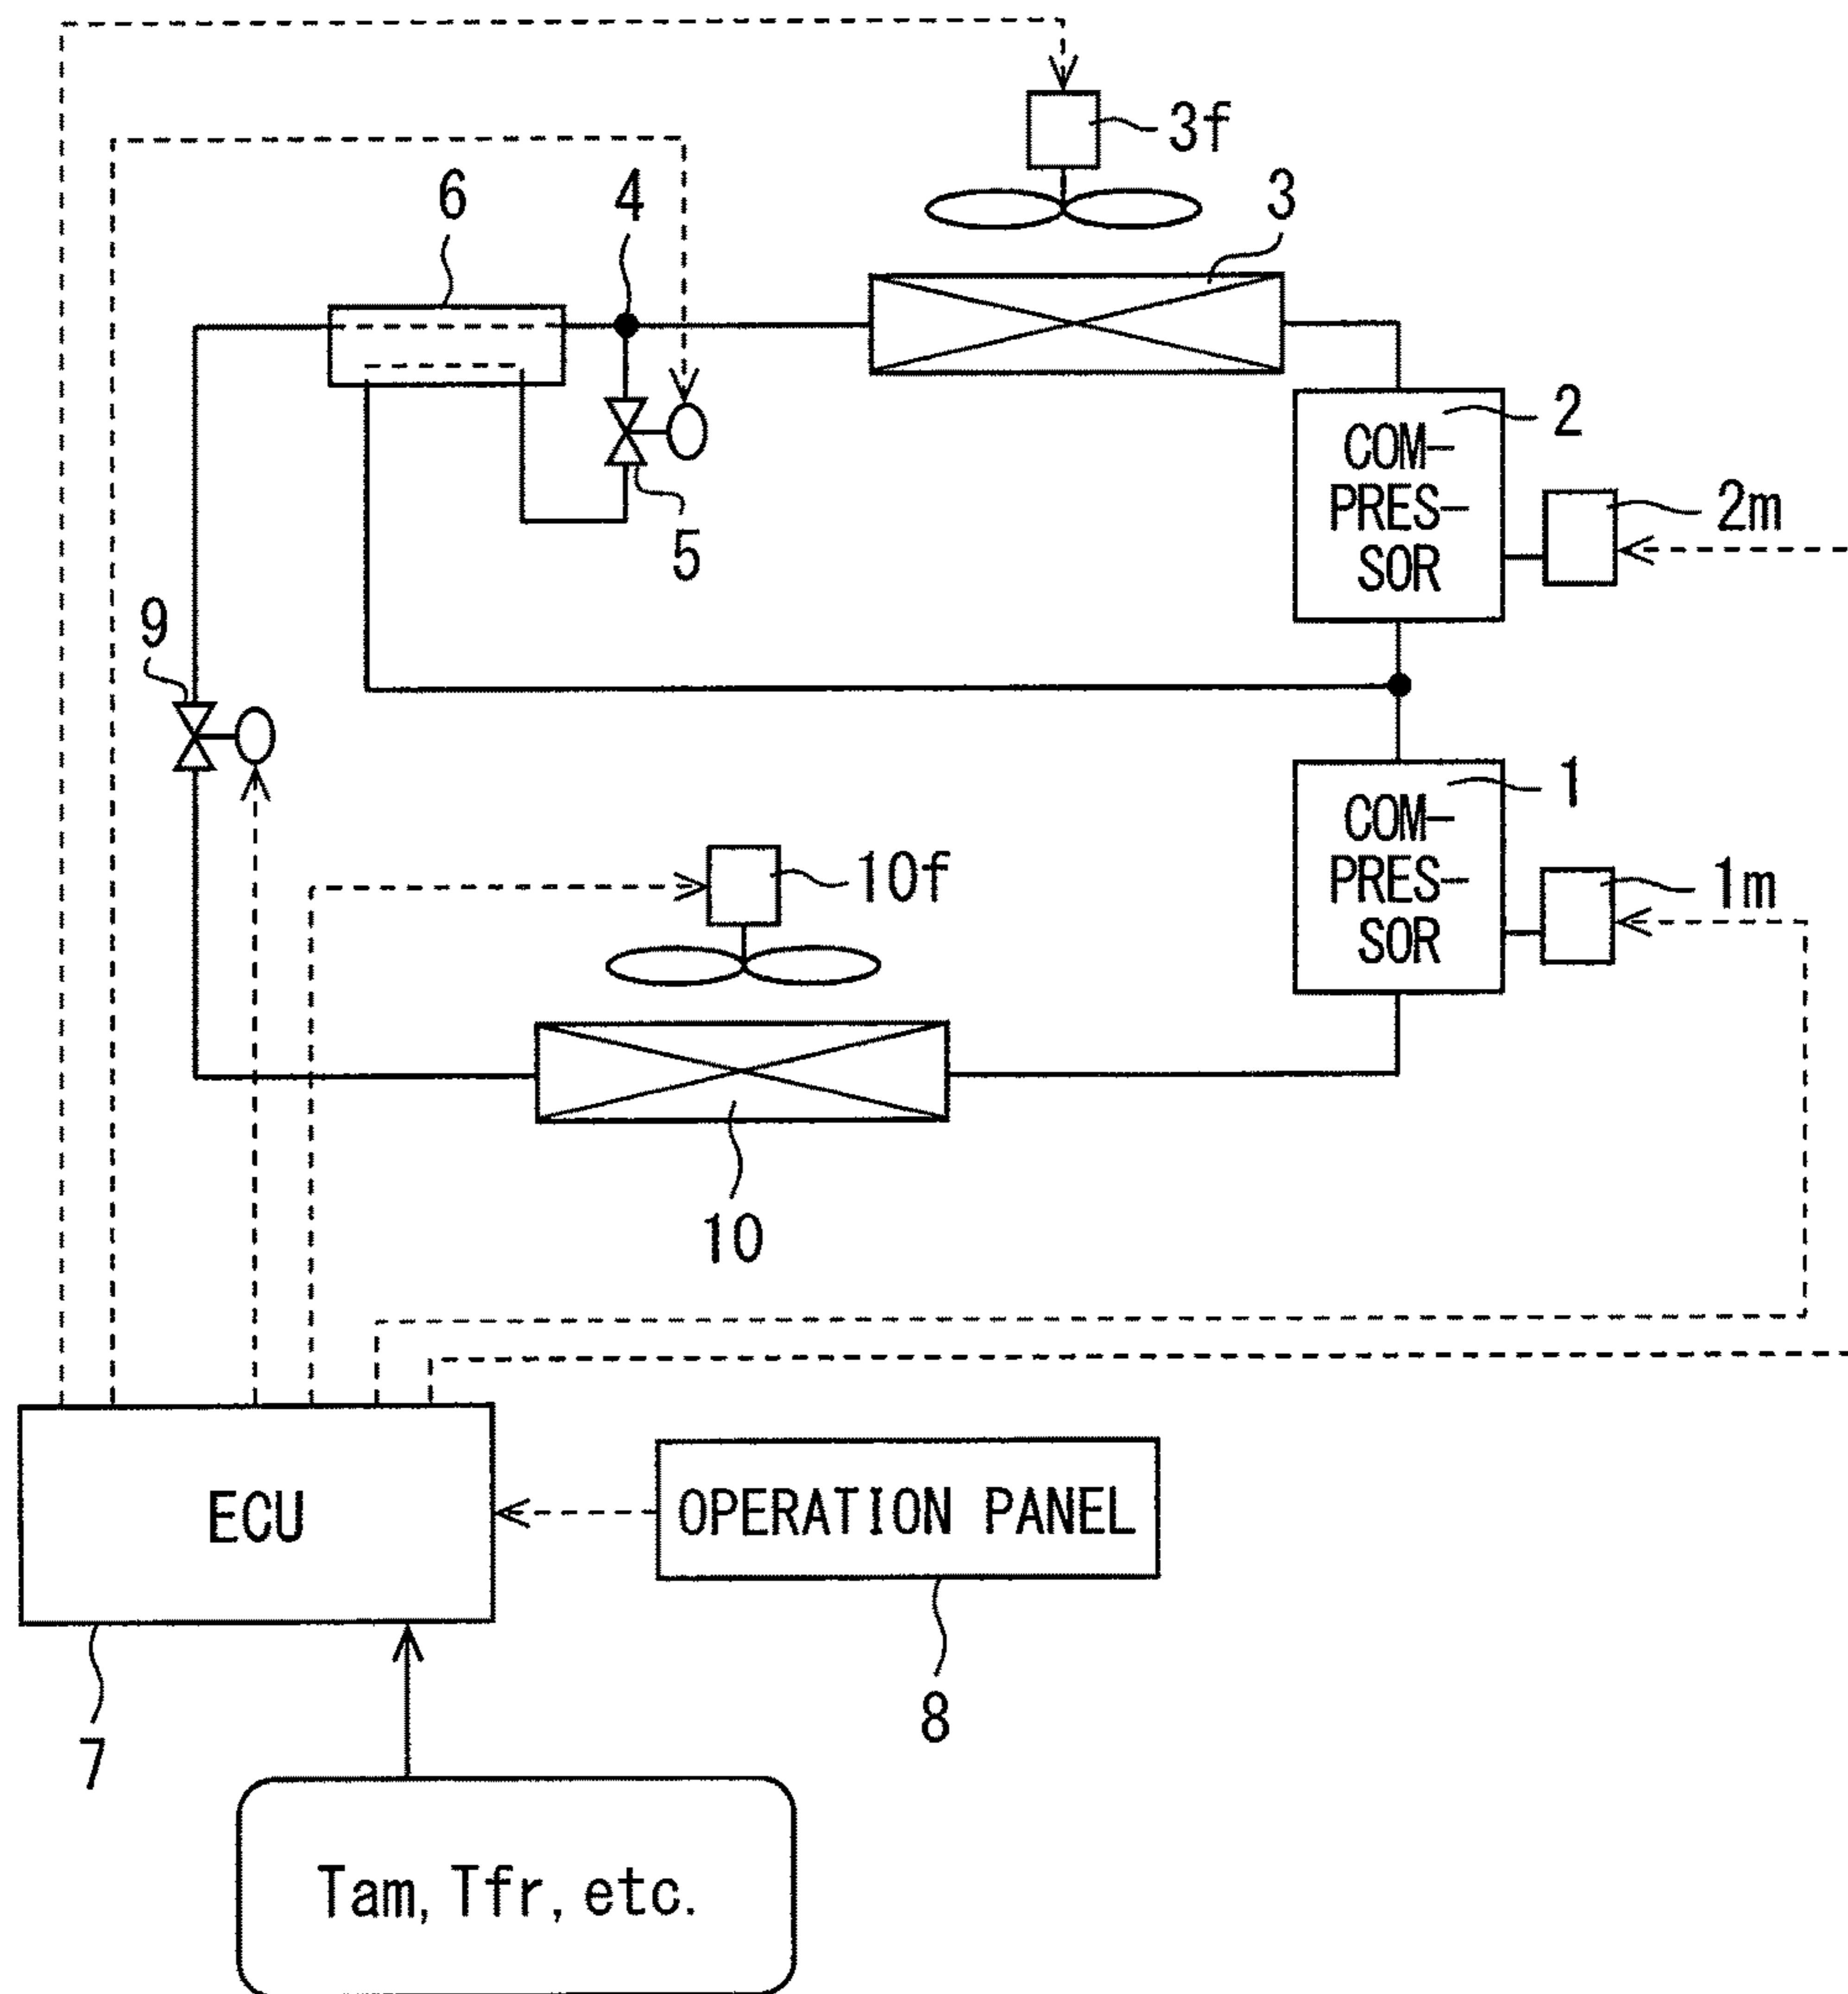 3f
6
4
3
2
COM-
PRES-
SOR
2m
5
9
1
COM-
PRES-
SOR
10f
1m
10
ECU
OPERATION PANEL
7
8
Tam, Tfr, etc.